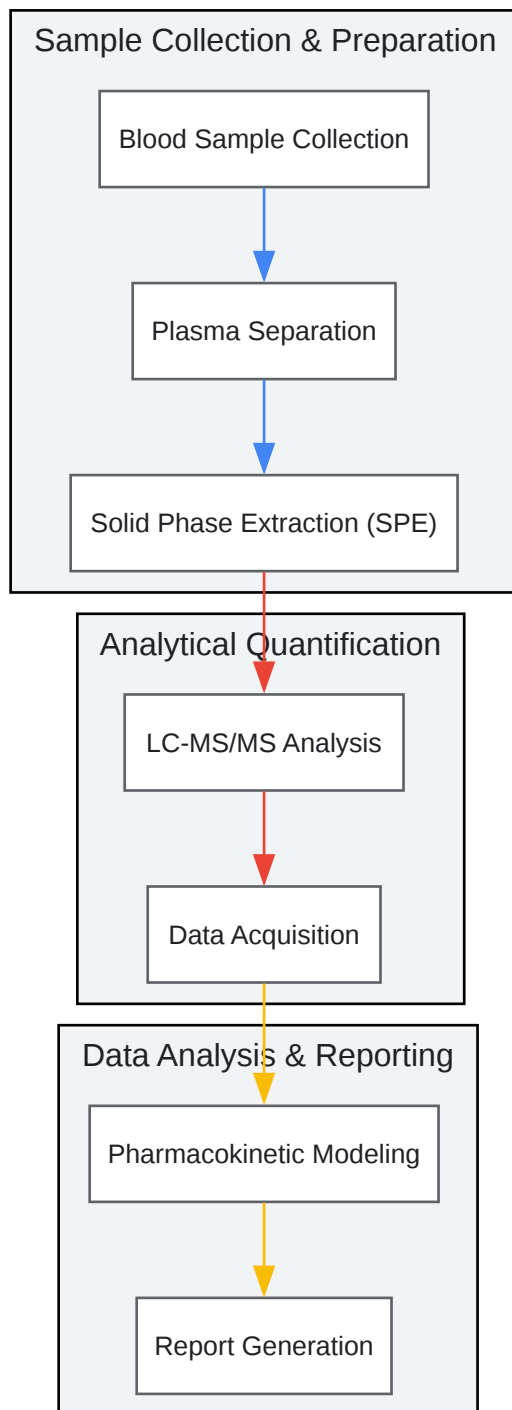 Sample Collection & Preparation
Blood Sample Collection
Plasma Separation
Solid Phase Extraction (SPE)
Analytical Quantification
LC-MS/MS Analysis
Data Acquisition
Data Analysis & Reporting
Pharmacokinetic Modeling
Report Generation